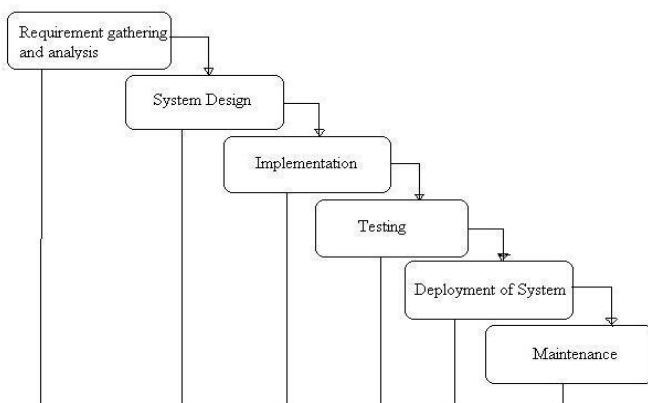 Requirement gathering
and analysis
System Design
Implementation
Testing
Deployment of System
Maintenance